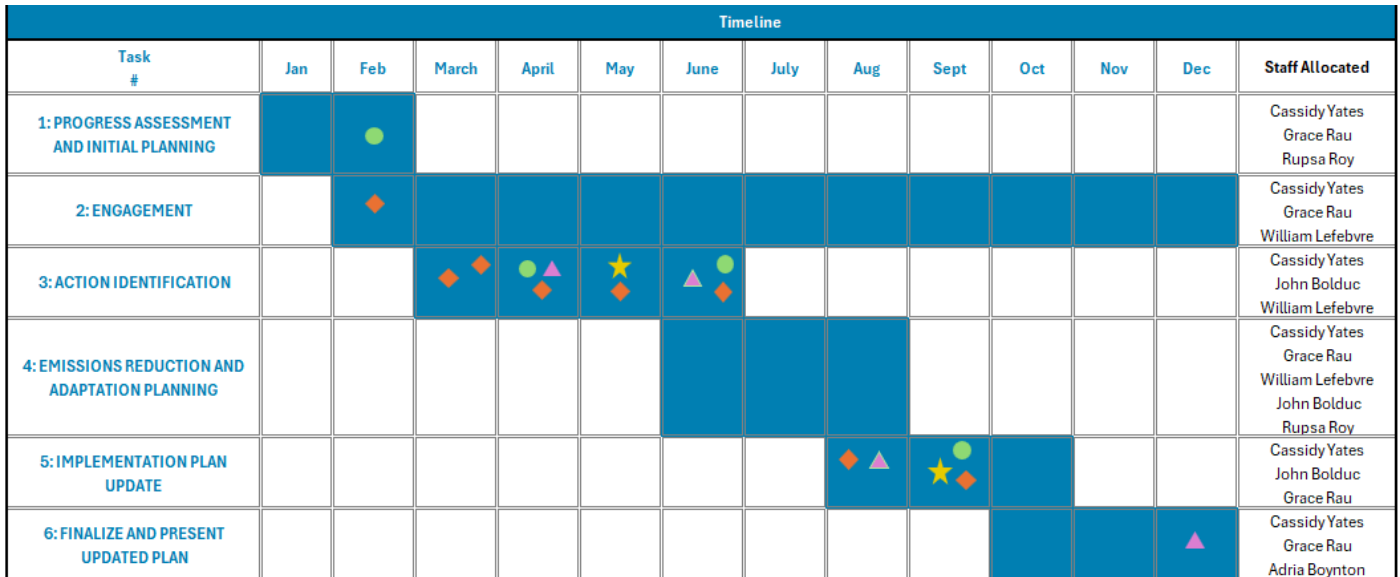 Timeline
Task
#
Jan
Feb
March
April
May
June
July
Aug
Sept
Oct
Nov
Dec
Staff Allocated
1: PROGRESS ASSESSMENT
AND INITIAL PLANNING
Cassidy Yates
Grace Rau
Rupsa Roy
2: ENGAGEMENT
Cassidy Yates
Grace Rau
William Lefebvre
3: ACTION IDENTIFICATION
Cassidy Yates
John Bolduc
William Lefebvre
4: EMISSIONS REDUCTION AND
ADAPTATION PLANNING
Cassidy Yates
Grace Rau
William Lefebvre
John Bolduc
Rupsa Roy
5: IMPLEMENTATION PLAN
UPDATE
Cassidy Yates
John Bolduc
Grace Rau
6: FINALIZE AND PRESENT
UPDATED PLAN
Cassidy Yates
Grace Rau
Adria Boynton